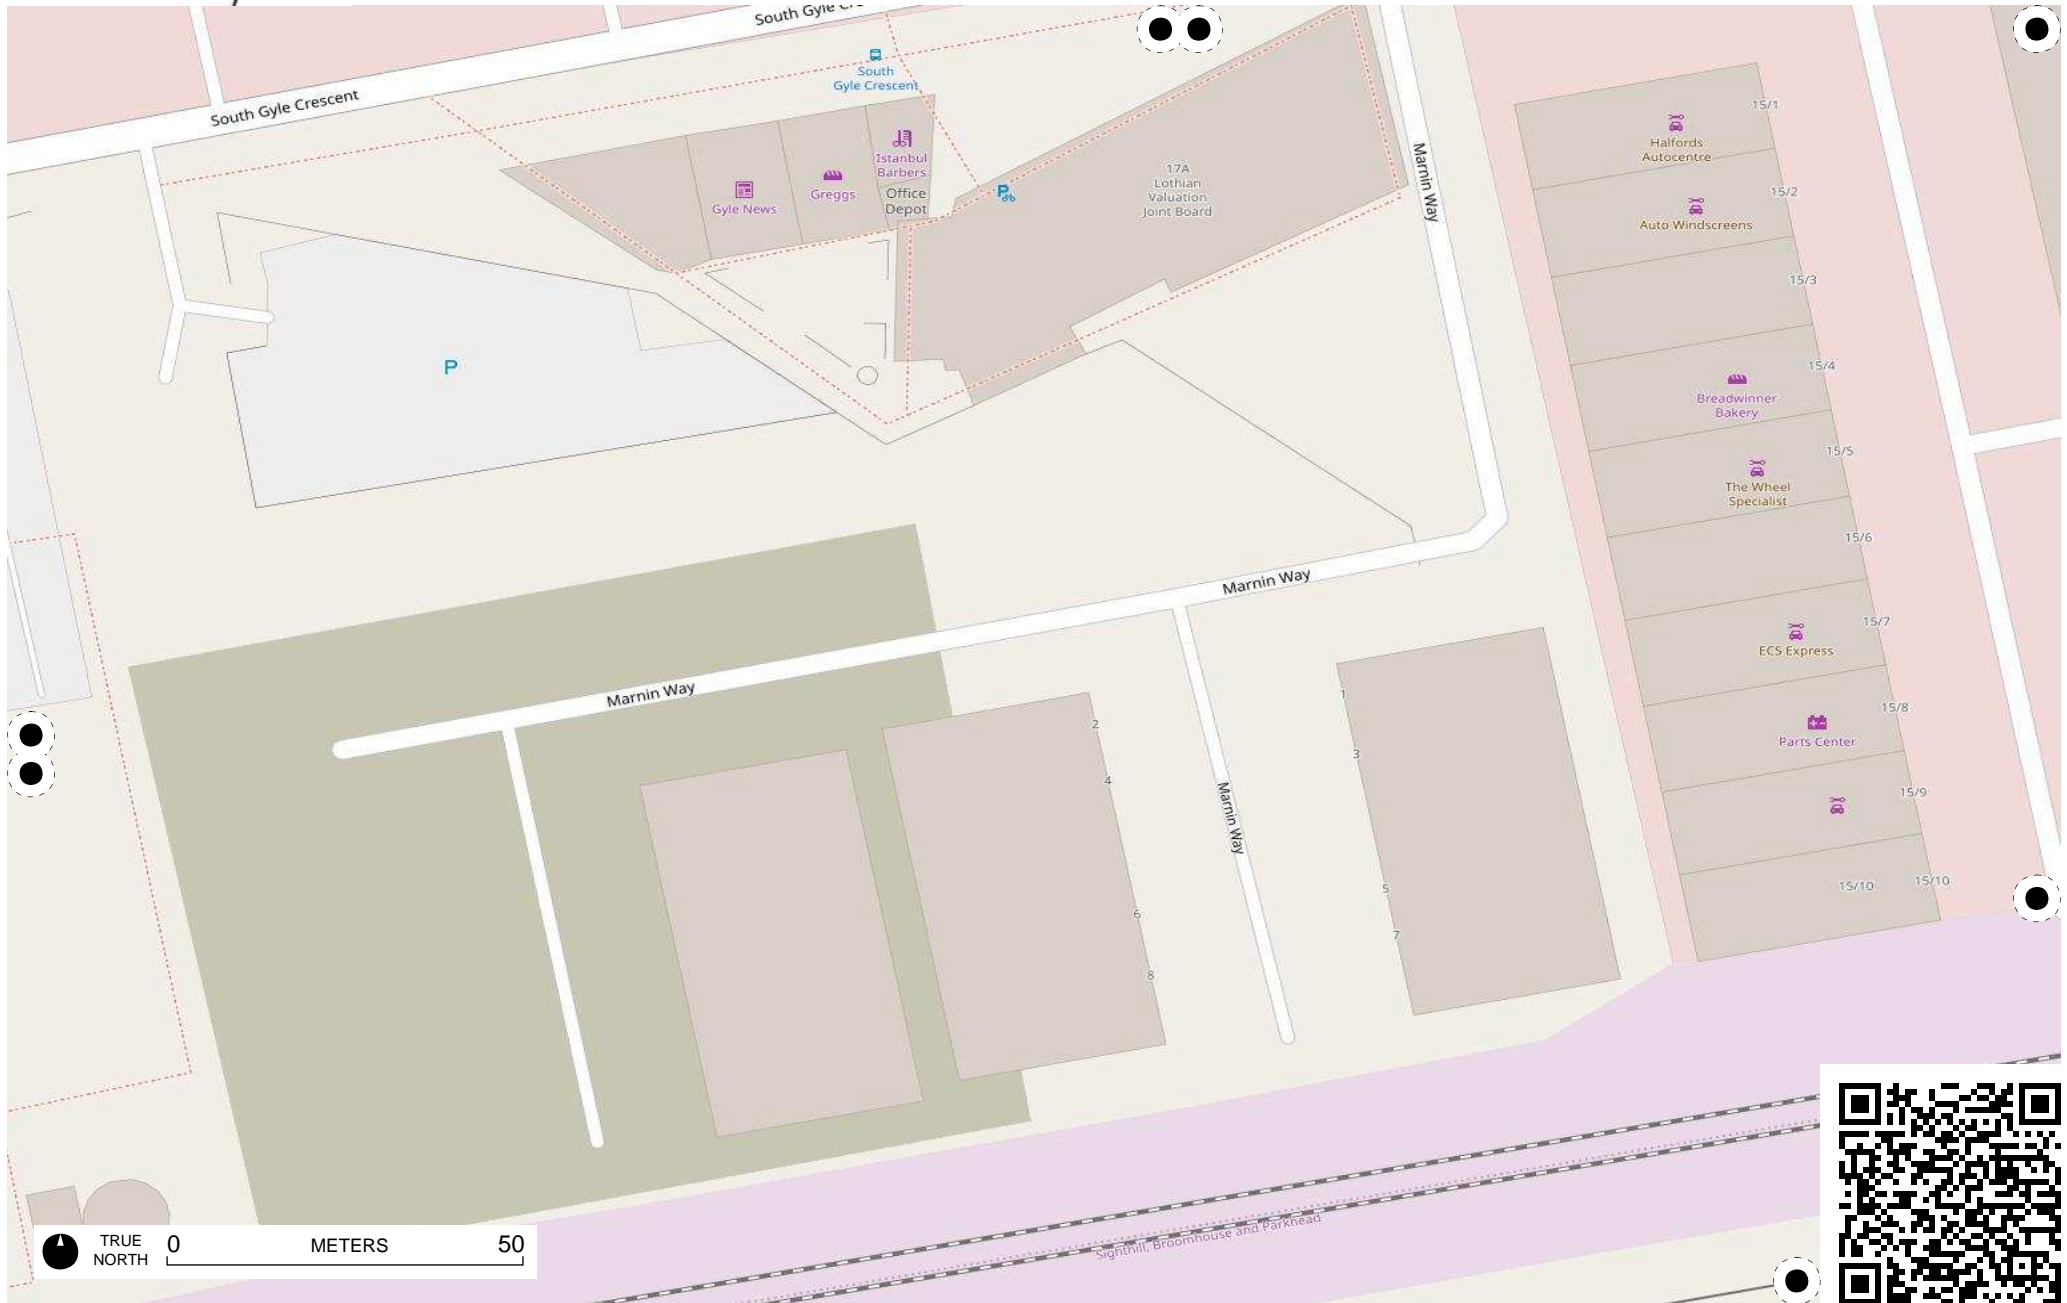 South Gyle
South Gyle Crescent
South
Gyle Crescent
Istanbul
Barbers
Office
Depot
Greggs
Gyle News
P
P
17A
Lothian
Valuation
Joint Board
Marnin Way
15/1
Halfords
Autocentre
15/2
Auto Windscreens
15/3
15/4
Breadwinner
Bakery
15/5
The Wheel
Specialist
15/6
15/7
ECS Express
15/8
Parts Center
15/9
15/10
15/10
Marnin Way
Marnin Way
Marnin Way
1
3
5
7
2
4
6
8
Sighthill, Broomhouse and Parkhead
TRUE
NORTH
0 METERS 50